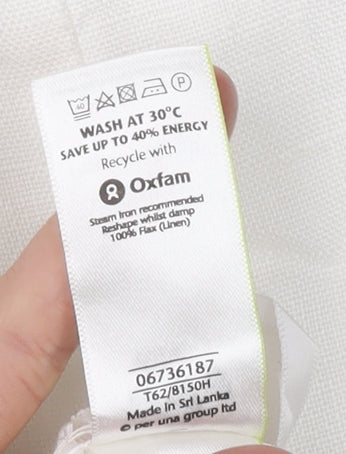 40 P
WASH AT 30°C
SAVE UP TO 40% ENERGY
Recycle with
Oxfam
Steam iron recommended
Reshape whilst damp
100% Flax (Linen)
06736187
T62/8150H
Made in Sri Lanka
© per una group ltd